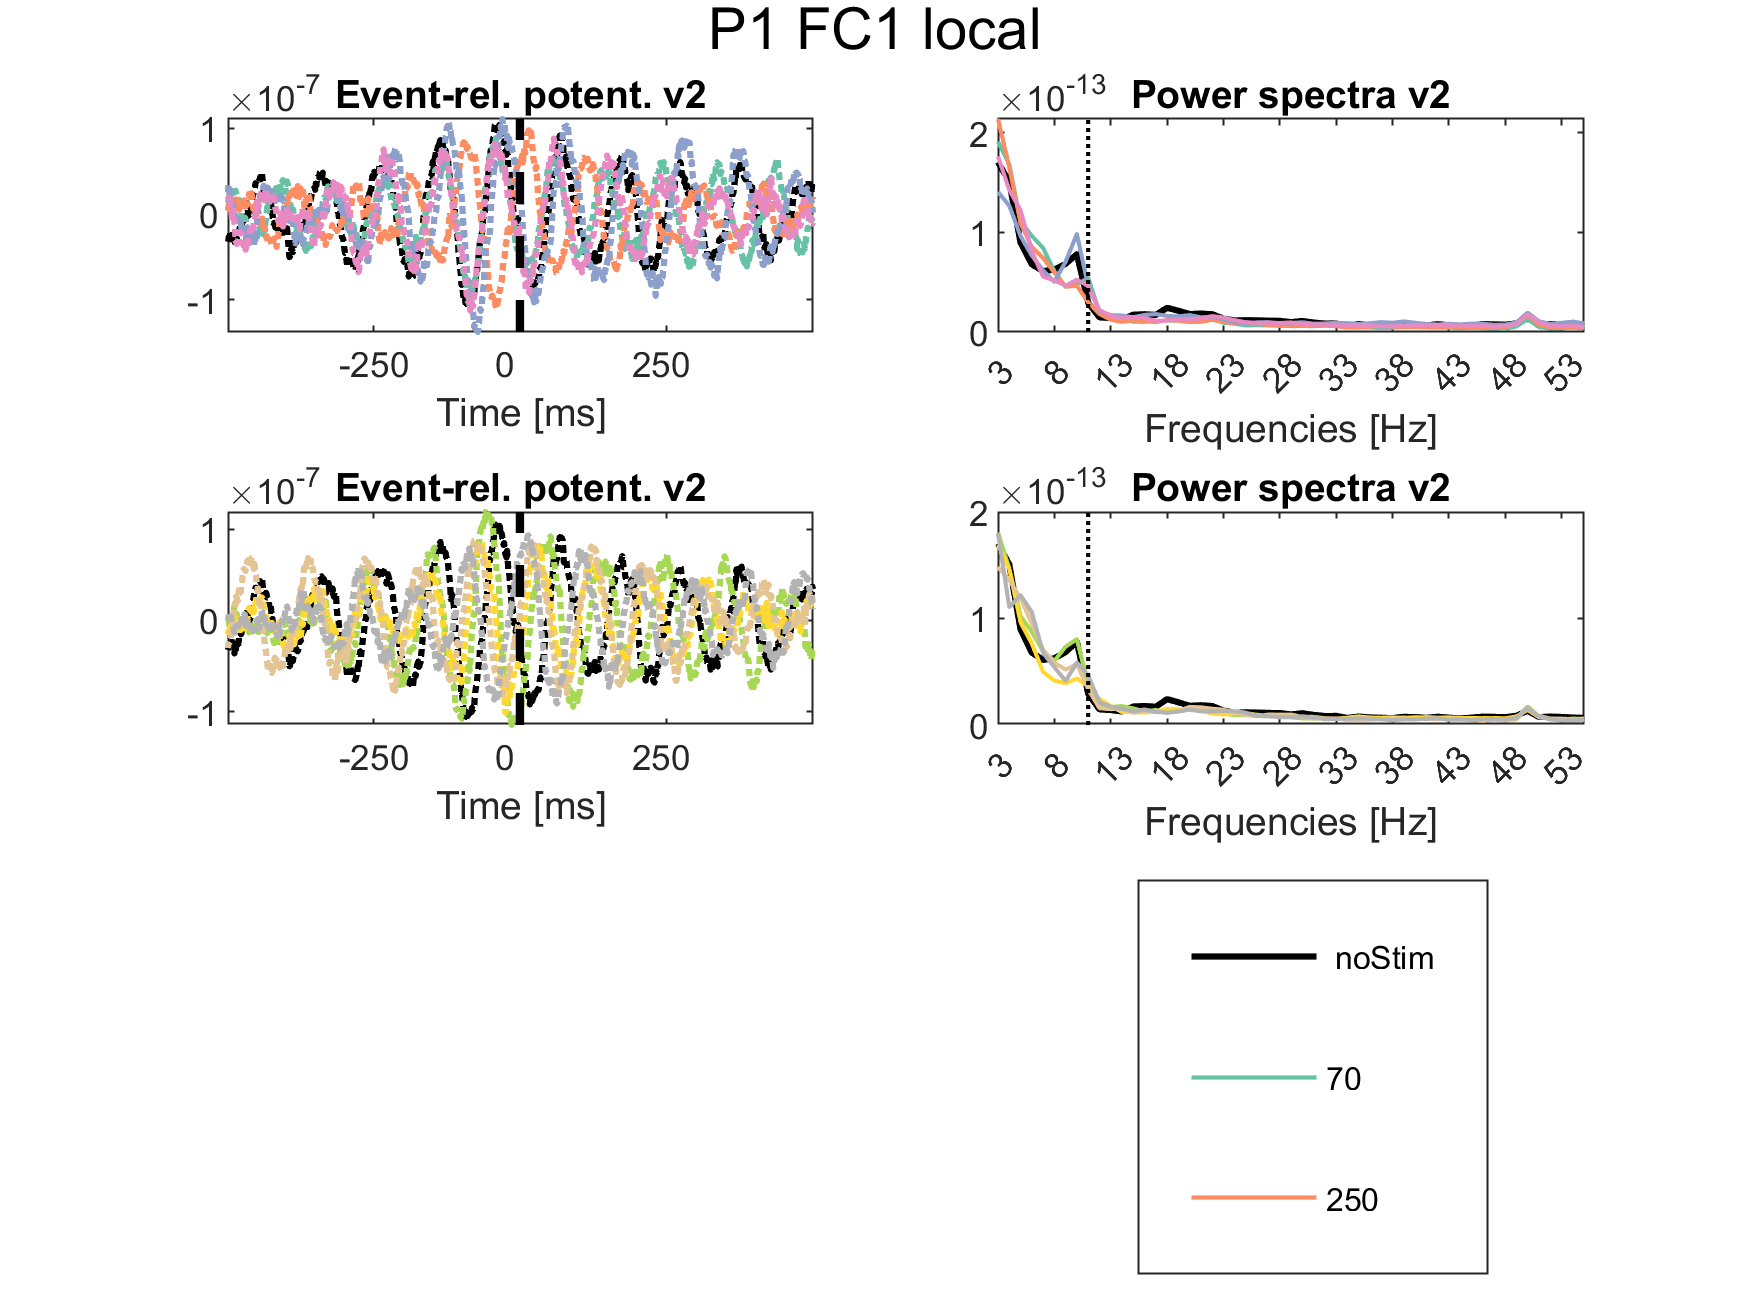 P1 FC1 local
×10-7 Event-rel. potent. v2
1
0
-1
-250 0 250
Time [ms]
×10-13 Power spectra v2
2
1
0
3 8 13 18 23 28 33 38 43 48 53
Frequencies [Hz]
×10-7 Event-rel. potent. v2
1
0
-1
-250 0 250
Time [ms]
×10-13 Power spectra v2
2
1
0
3 8 13 18 23 28 33 38 43 48 53
Frequencies [Hz]
noStim
70
250